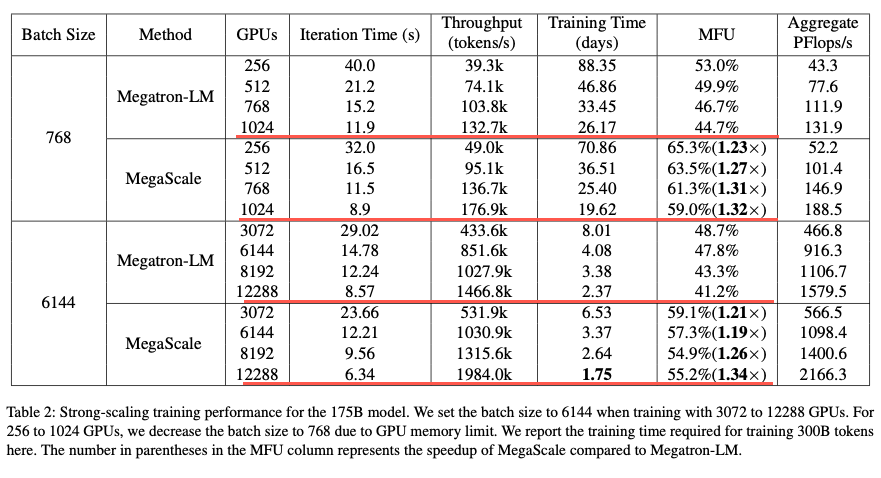 Batch Size Method GPUs Iteration Time (s) Throughput (tokens/s) Training Time (days) MFU Aggregate PFlops/s
768 Megatron-LM 256 40.0 39.3k 88.35 53.0% 43.3
512 21.2 74.1k 46.86 49.9% 77.6
768 15.2 103.8k 33.45 46.7% 111.9
1024 11.9 132.7k 26.17 44.7% 131.9
MegaScale 256 32.0 49.0k 70.86 65.3%(1.23×) 52.2
512 16.5 95.1k 36.51 63.5%(1.27×) 101.4
768 11.5 136.7k 25.40 61.3%(1.31×) 146.9
1024 8.9 176.9k 19.62 59.0%(1.32×) 188.5
6144 Megatron-LM 3072 29.02 433.6k 8.01 48.7% 466.8
6144 14.78 851.6k 4.08 47.8% 916.3
8192 12.24 1027.9k 3.38 43.3% 1106.7
12288 8.57 1466.8k 2.37 41.2% 1579.5
MegaScale 3072 23.66 531.9k 6.53 59.1%(1.21×) 566.5
6144 12.21 1030.9k 3.37 57.3%(1.19×) 1098.4
8192 9.56 1315.6k 2.64 54.9%(1.26×) 1400.6
12288 6.34 1984.0k 1.75 55.2%(1.34×) 2166.3
Table 2: Strong-scaling training performance for the 175B model. We set the batch size to 6144 when training with 3072 to 12288 GPUs. For
256 to 1024 GPUs, we decrease the batch size to 768 due to GPU memory limit. We report the training time required for training 300B tokens
here. The number in parentheses in the MFU column represents the speedup of MegaScale compared to Megatron-LM.